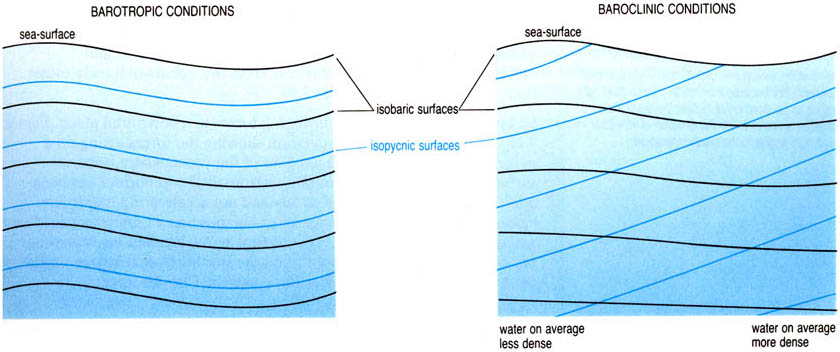 BAROTROPIC CONDITIONS
BAROCLINIC CONDITIONS
sea-surface
sea-surface
isobaric surfaces
isopycnic surfaces
water on average
less dense
water on average
more dense